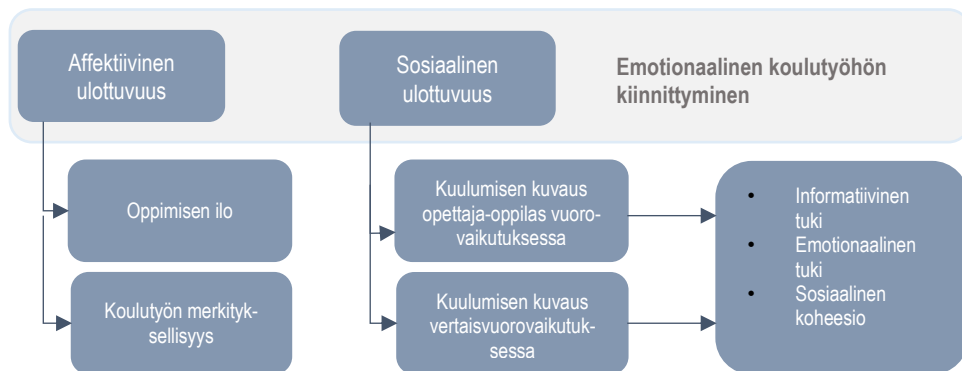 Affektiivinen
ulottuvuus
Sosiaalinen
ulottuvuus
Emotionaalinen koulutyöhön
kiinnittyminen
Oppimisen ilo
Koulutyön merkityk-
sellisyys
Kuulumisen kuvaus
opettaja-oppilas vuoro-
vaikutuksessa
Kuulumisen kuvaus
vertaisvuorovaikutuk-
sessa
• Informatiivinen
tuki
• Emotionaalinen
tuki
• Sosiaalinen
koheesio